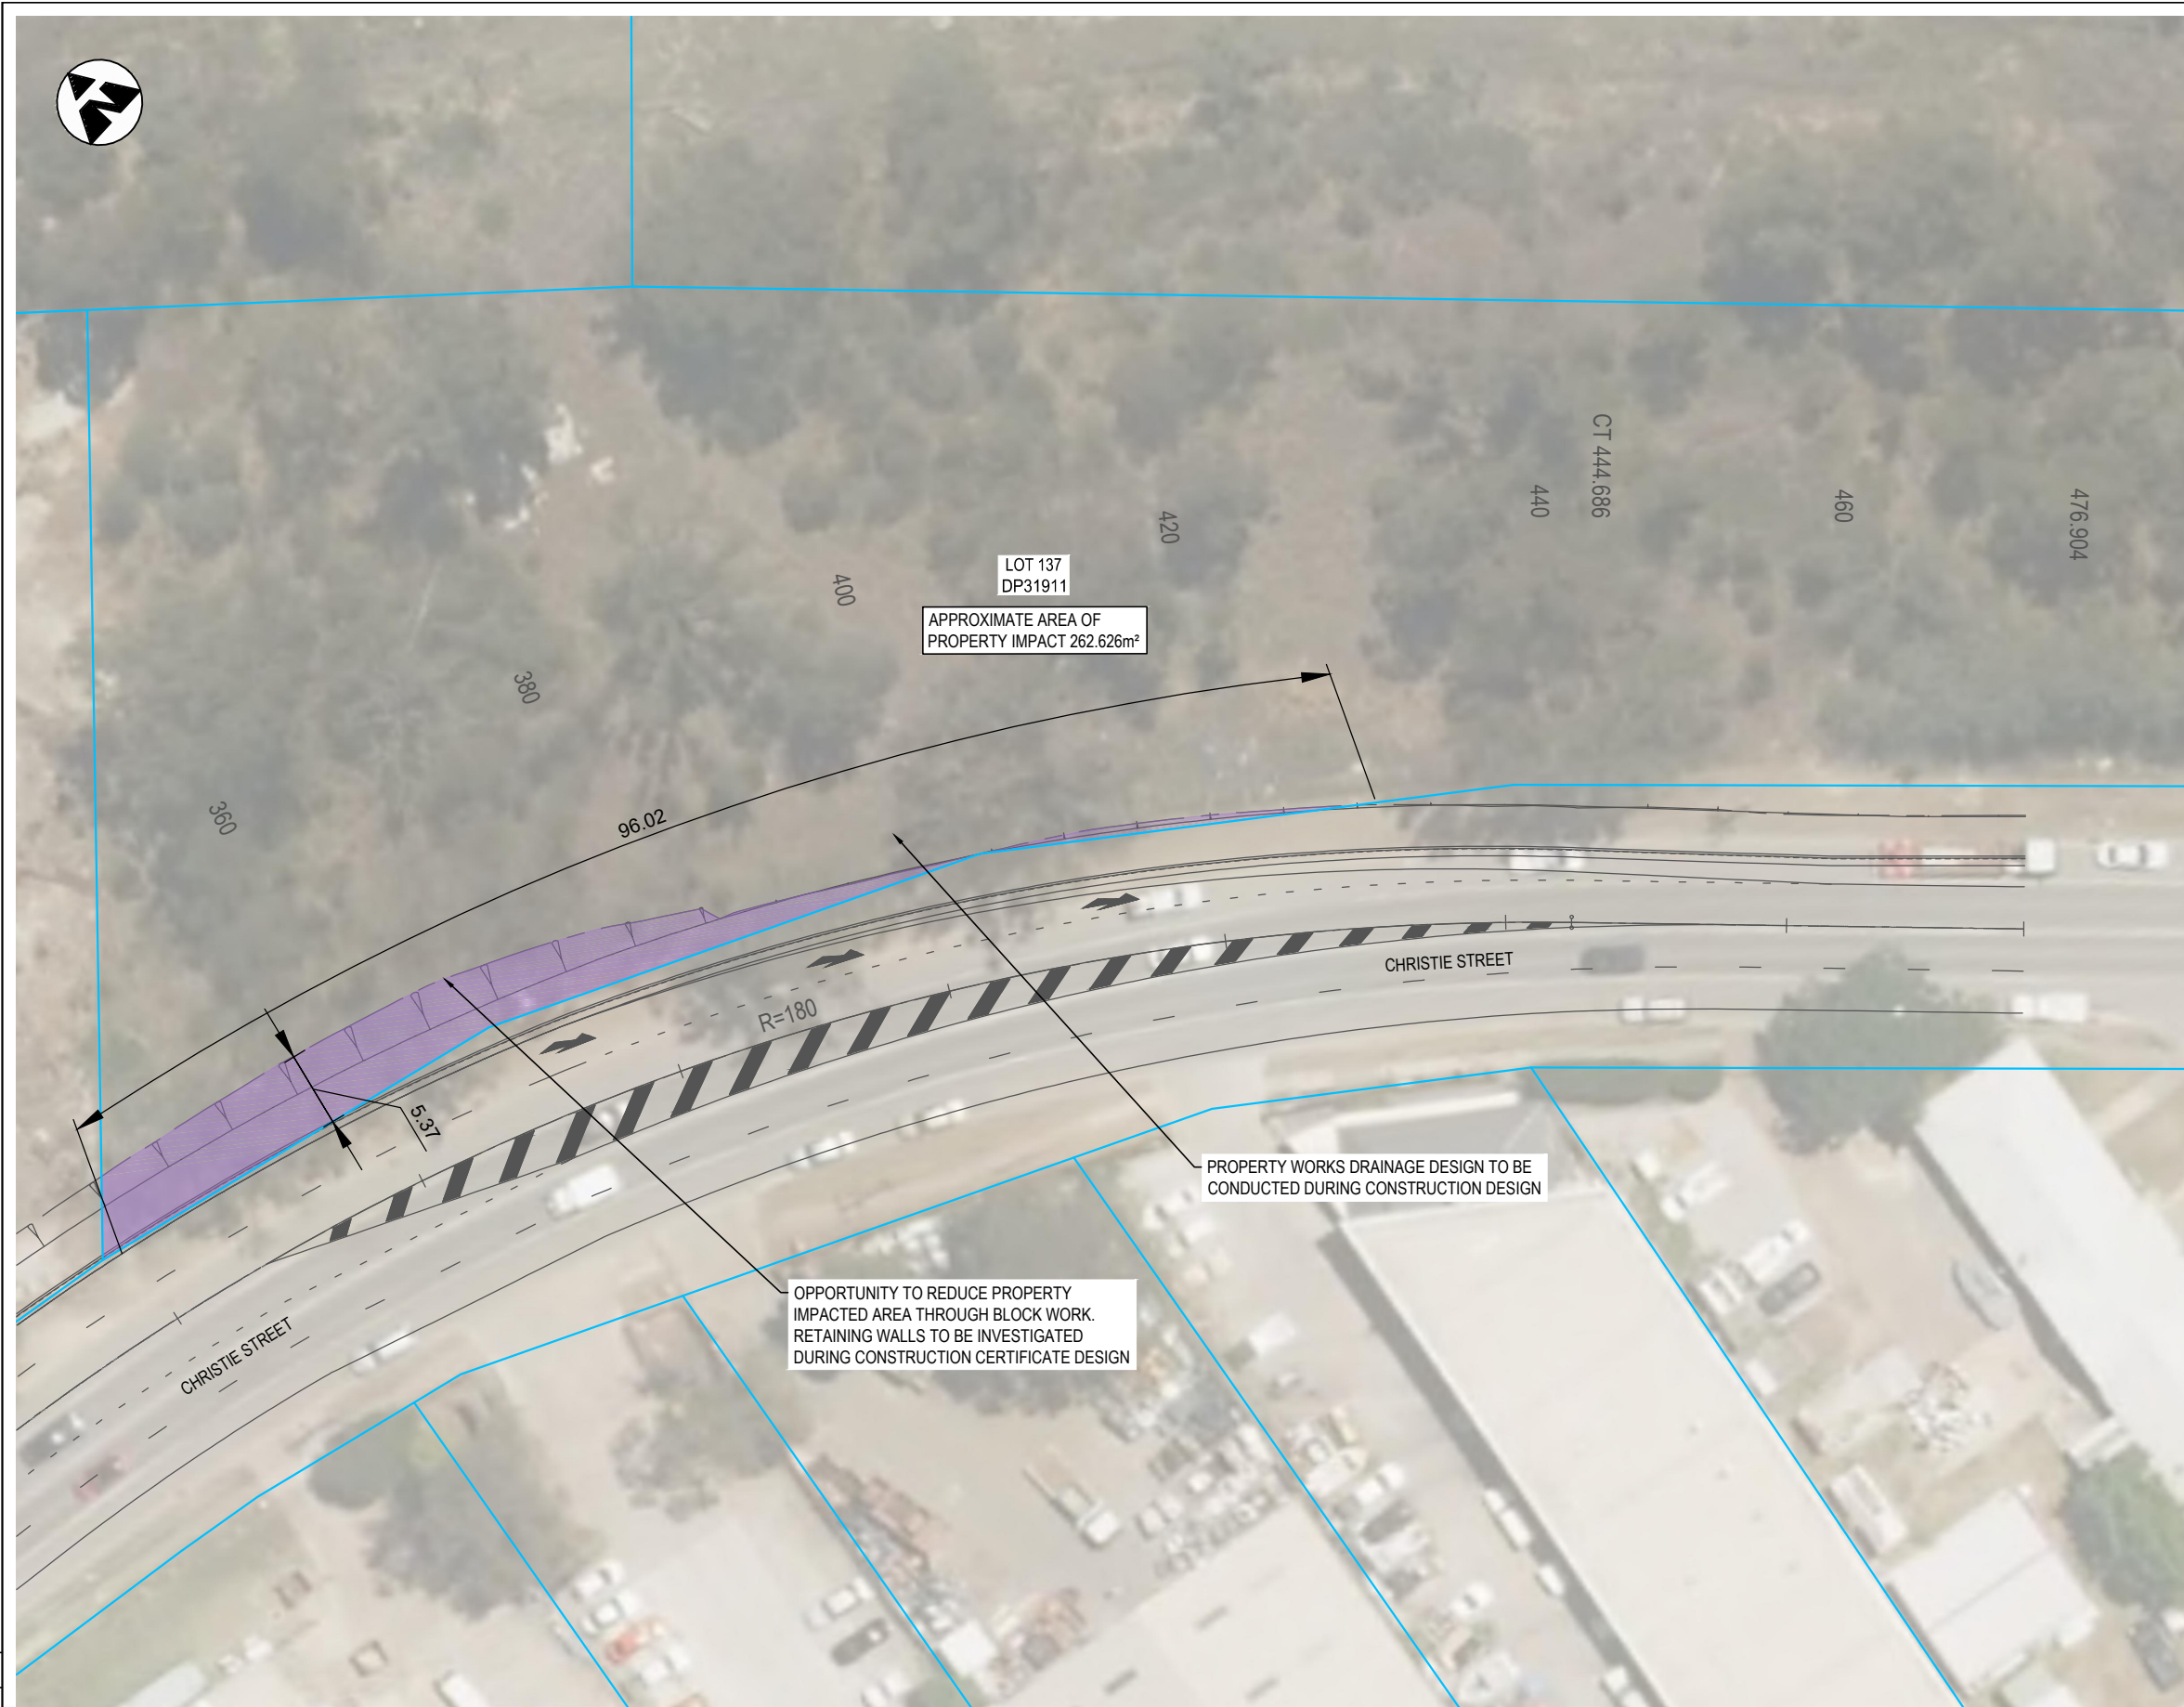 CT 444.686
440
460
476.904
420
LOT 137
DP31911
400
APPROXIMATE AREA OF
PROPERTY IMPACT 262.626m²
380
360
96.02
CHRISTIE STREET
R=180
5.37
PROPERTY WORKS DRAINAGE DESIGN TO BE
CONDUCTED DURING CONSTRUCTION DESIGN
OPPORTUNITY TO REDUCE PROPERTY
IMPACTED AREA THROUGH BLOCK WORK.
RETAINING WALLS TO BE INVESTIGATED
DURING CONSTRUCTION CERTIFICATE DESIGN
CHRISTIE STREET